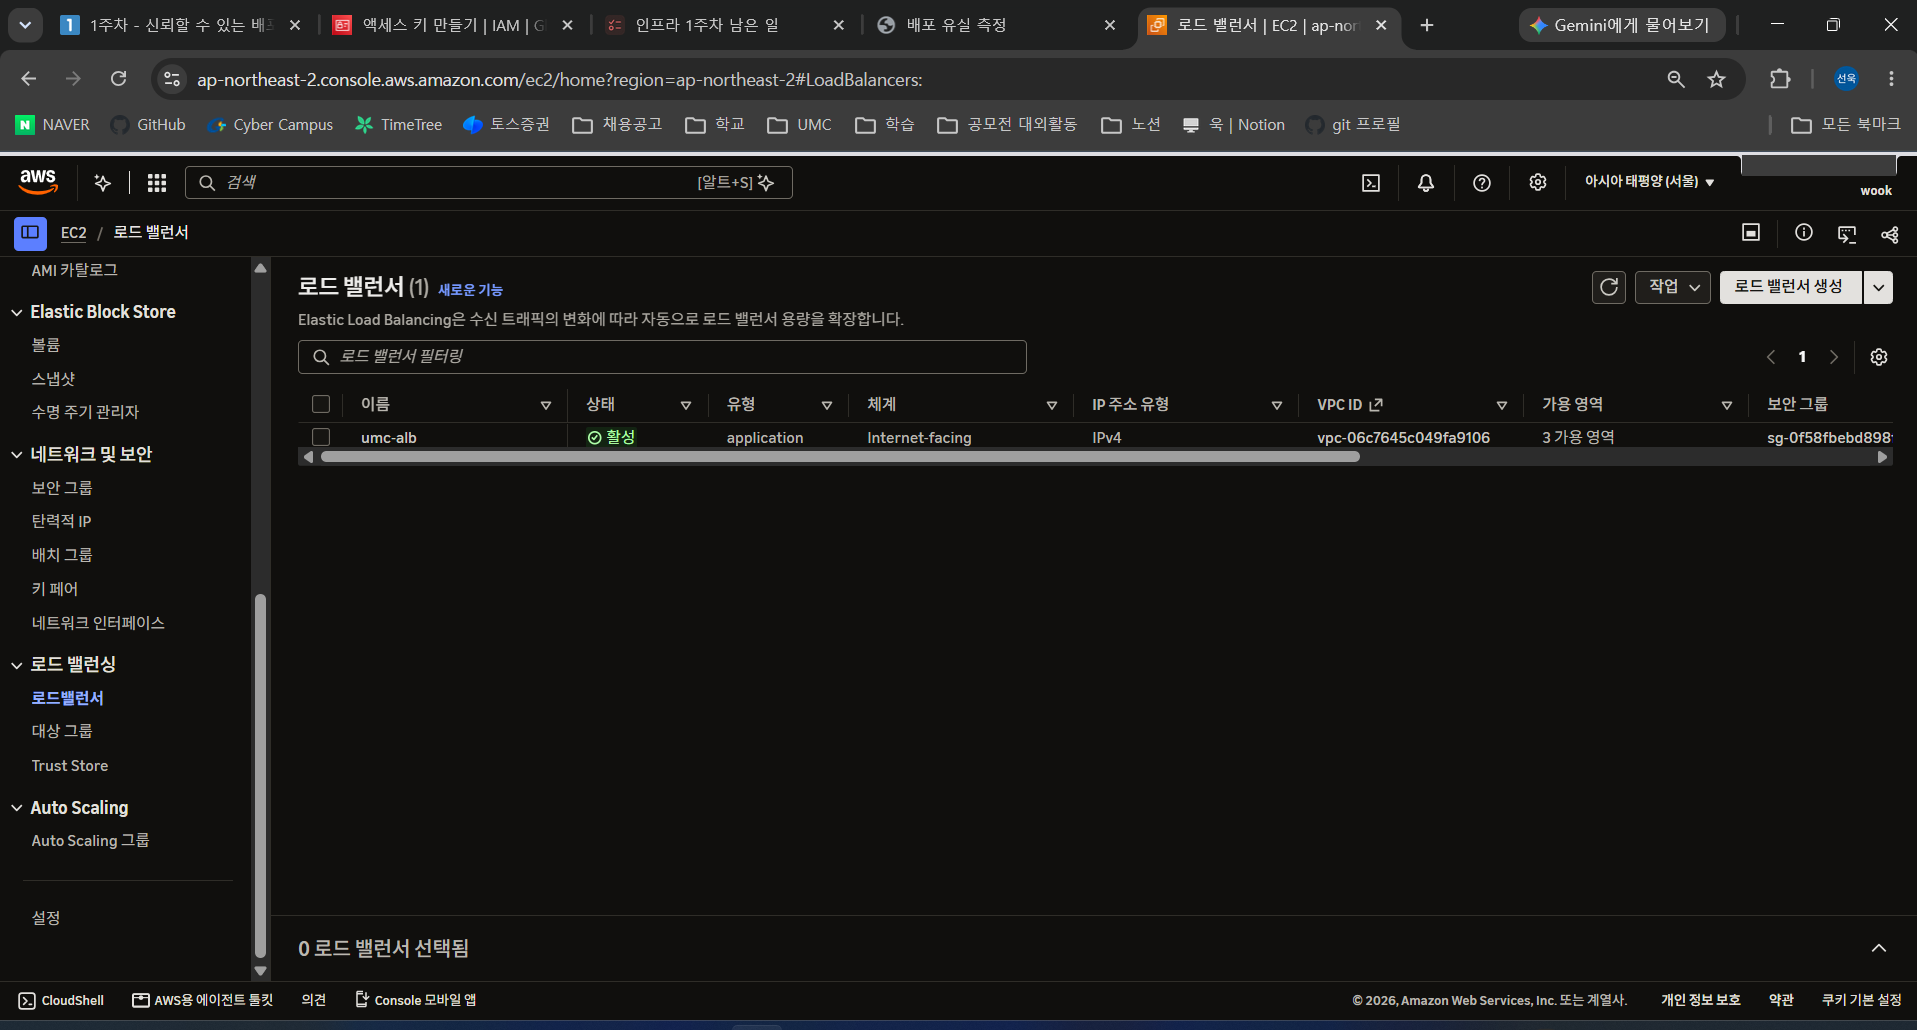 1주차 - 신뢰할 수 있는 배포
액세스 키 만들기 | IAM | G
인프라 1주차 남은 일
배포 유실 측정
로드 밸런서 | EC2 | ap-nor
Gemini에게 물어보기
ap-northeast-2.console.aws.amazon.com/ec2/home?region=ap-northeast-2#LoadBalancers:
선욱
NAVER
GitHub
Cyber Campus
TimeTree
토스증권
채용공고
학교
UMC
학습
공모전 대외활동
노션
욱 | Notion
git 프로필
모든 북마크
aws
검색
[알트+S]
아시아 태평양 (서울)
wook
EC2 / 로드 밸런서
AMI 카탈로그
Elastic Block Store
볼륨
스냅샷
수명 주기 관리자
네트워크 및 보안
보안 그룹
탄력적 IP
배치 그룹
키 페어
네트워크 인터페이스
로드 밸런싱
로드밸런서
대상 그룹
Trust Store
Auto Scaling
Auto Scaling 그룹
설정
로드 밸런서 (1) 새로운 기능
작업
로드 밸런서 생성
Elastic Load Balancing은 수신 트래픽의 변화에 따라 자동으로 로드 밸런서 용량을 확장합니다.
로드 밸런서 필터링
1
이름 상태 유형 체계 IP 주소 유형 VPC ID 가용 영역 보안 그룹
umc-alb 활성 application Internet-facing IPv4 vpc-06c7645c049fa9106 3 가용 영역 sg-0f58fbebd898
0 로드 밸런서 선택됨
CloudShell
AWS용 에이전트 툴킷
의견
Console 모바일 앱
© 2026, Amazon Web Services, Inc. 또는 계열사.
개인 정보 보호
약관
쿠키 기본 설정